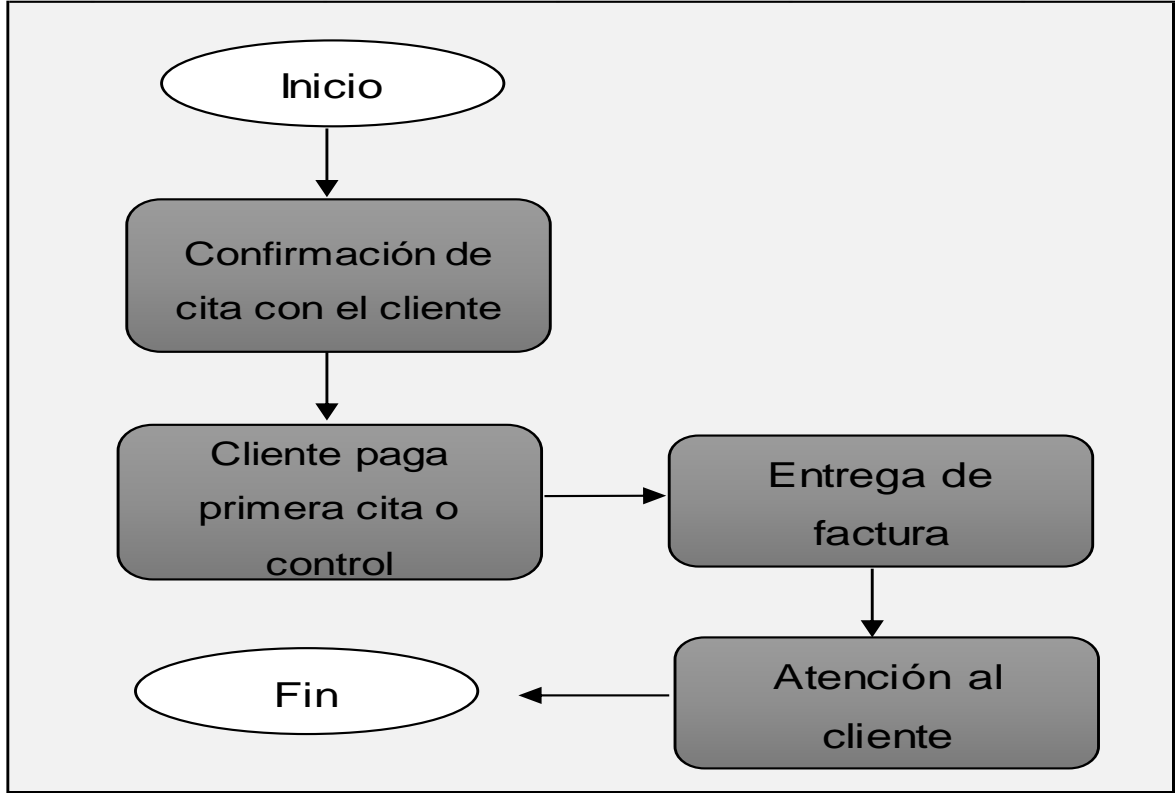 Inicio
Confirmación de
cita con el cliente
Cliente paga
primera cita o
control
Entrega de
factura
Atención al
cliente
Fin